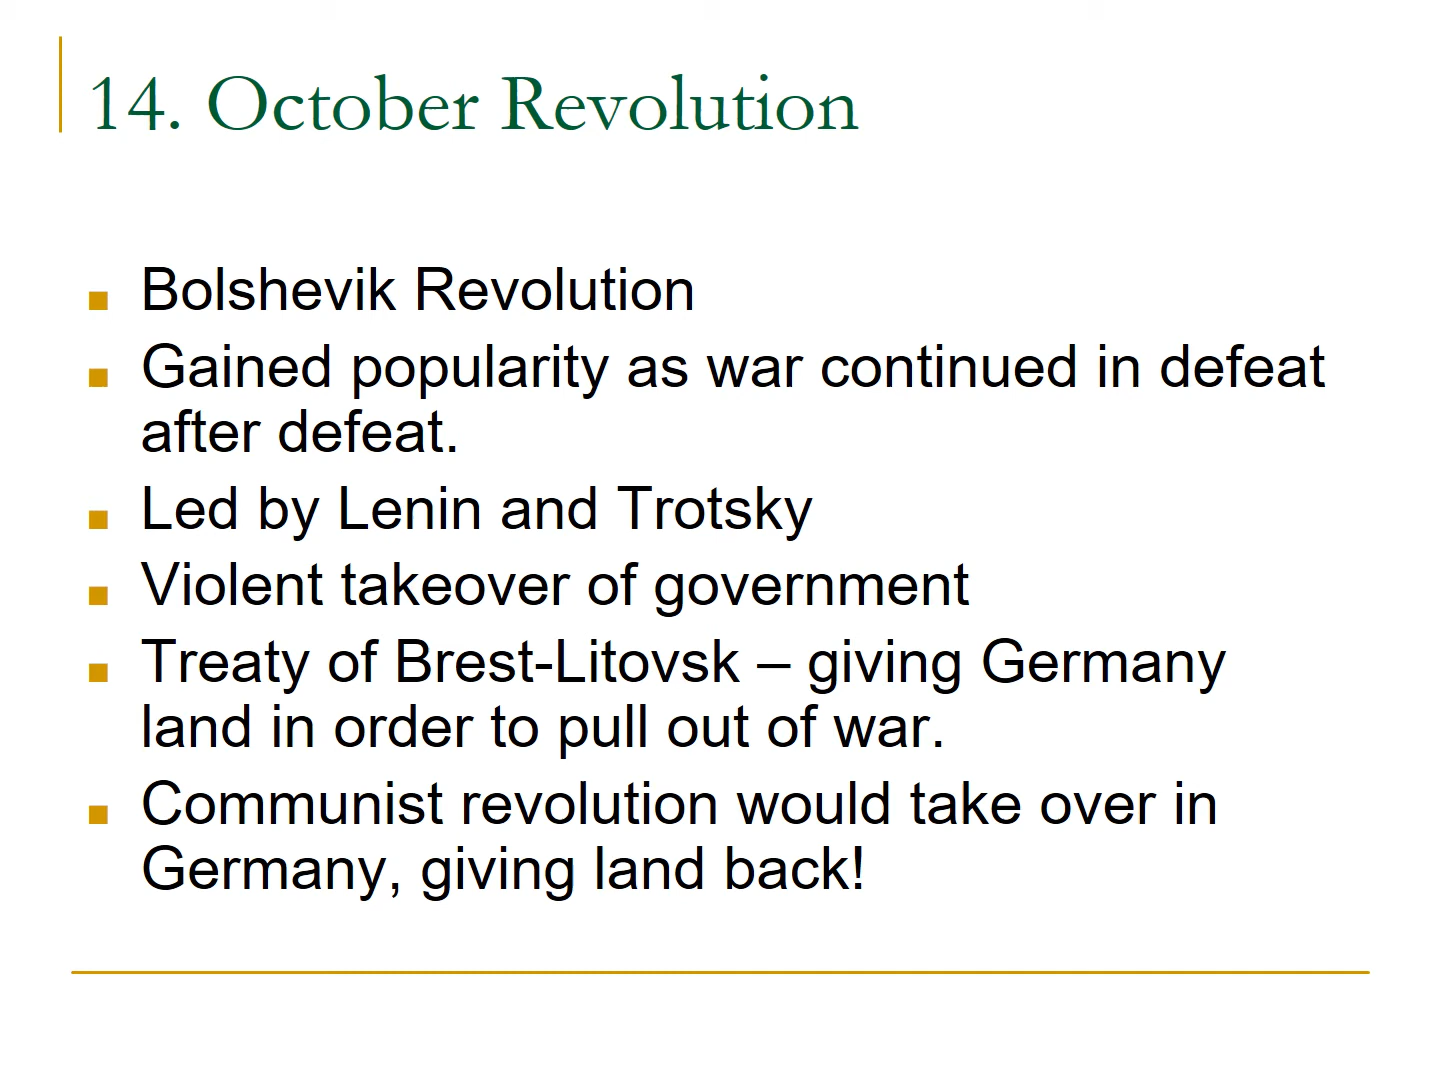 14. October Revolution
Bolshevik Revolution
Gained popularity as war continued in defeat
after defeat.
Led by Lenin and Trotsky
Violent takeover of government
Treaty of Brest-Litovsk – giving Germany
land in order to pull out of war.
Communist revolution would take over in
Germany, giving land back!